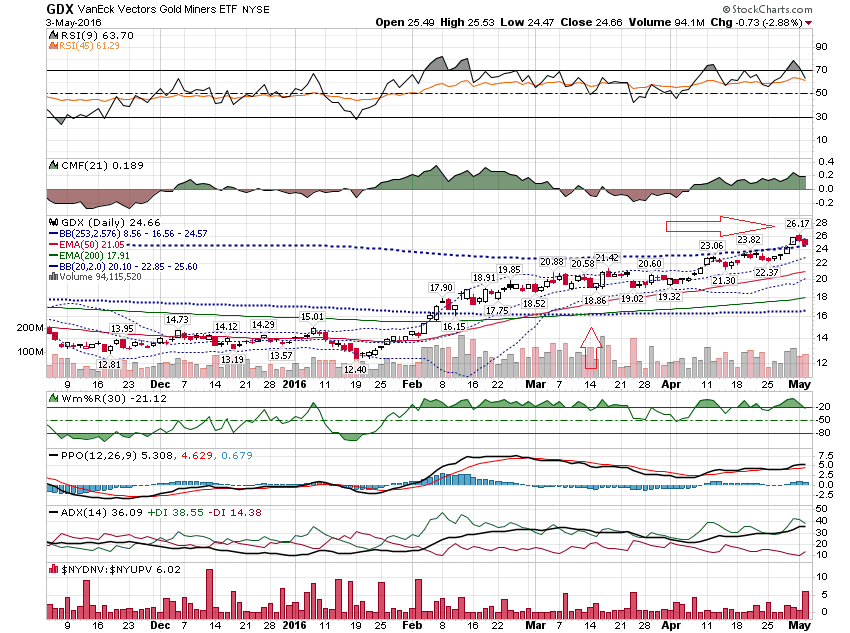 GDX VanEck Vectors Gold Miners ETF NYSE
© StockCharts.com
3-May-2016
Open 25.49 High 25.53 Low 24.47 Close 24.66 Volume 94.1M Chg -0.73 (-2.88%)
RSI(9) 63.70
RSI(45) 61.29
90
70
50
30
10
CMF(21) 0.189
0.4
0.2
0.0
-0.2
GDX (Daily) 24.66
BB(253,2.576) 8.56 - 16.56 - 24.57
EMA(50) 21.05
EMA(200) 17.91
BB(20,2.0) 20.10 - 22.85 - 25.60
Volume 94,115,520
28
26
24
22
20
18
16
14
12
200M
100M
12.81
13.95
14.73
14.12
13.19
14.29
13.57
15.01
12.40
17.90
16.15
18.91
17.75
19.85
18.52
20.88
20.58
18.86
21.42
19.02
20.60
19.32
23.06
21.30
23.82
22.37
26.17
9 16 23 Dec 7 14 21 28 2016 11 19 25 Feb 8 16 22 Mar 7 14 21 28 Apr 11 18 25 May
Wm%R(30) -21.12
-20
-50
-80
PPO(12,26,9) 5.308, 4.629, 0.679
7.5
5.0
2.5
0.0
-2.5
ADX(14) 36.09 +DI 38.55 -DI 14.38
50
40
30
20
10
$NYDNV:$NYUPV 6.02
10
5
0
9 16 23 Dec 7 14 21 28 2016 11 19 25 Feb 8 16 22 Mar 7 14 21 28 Apr 11 18 25 May